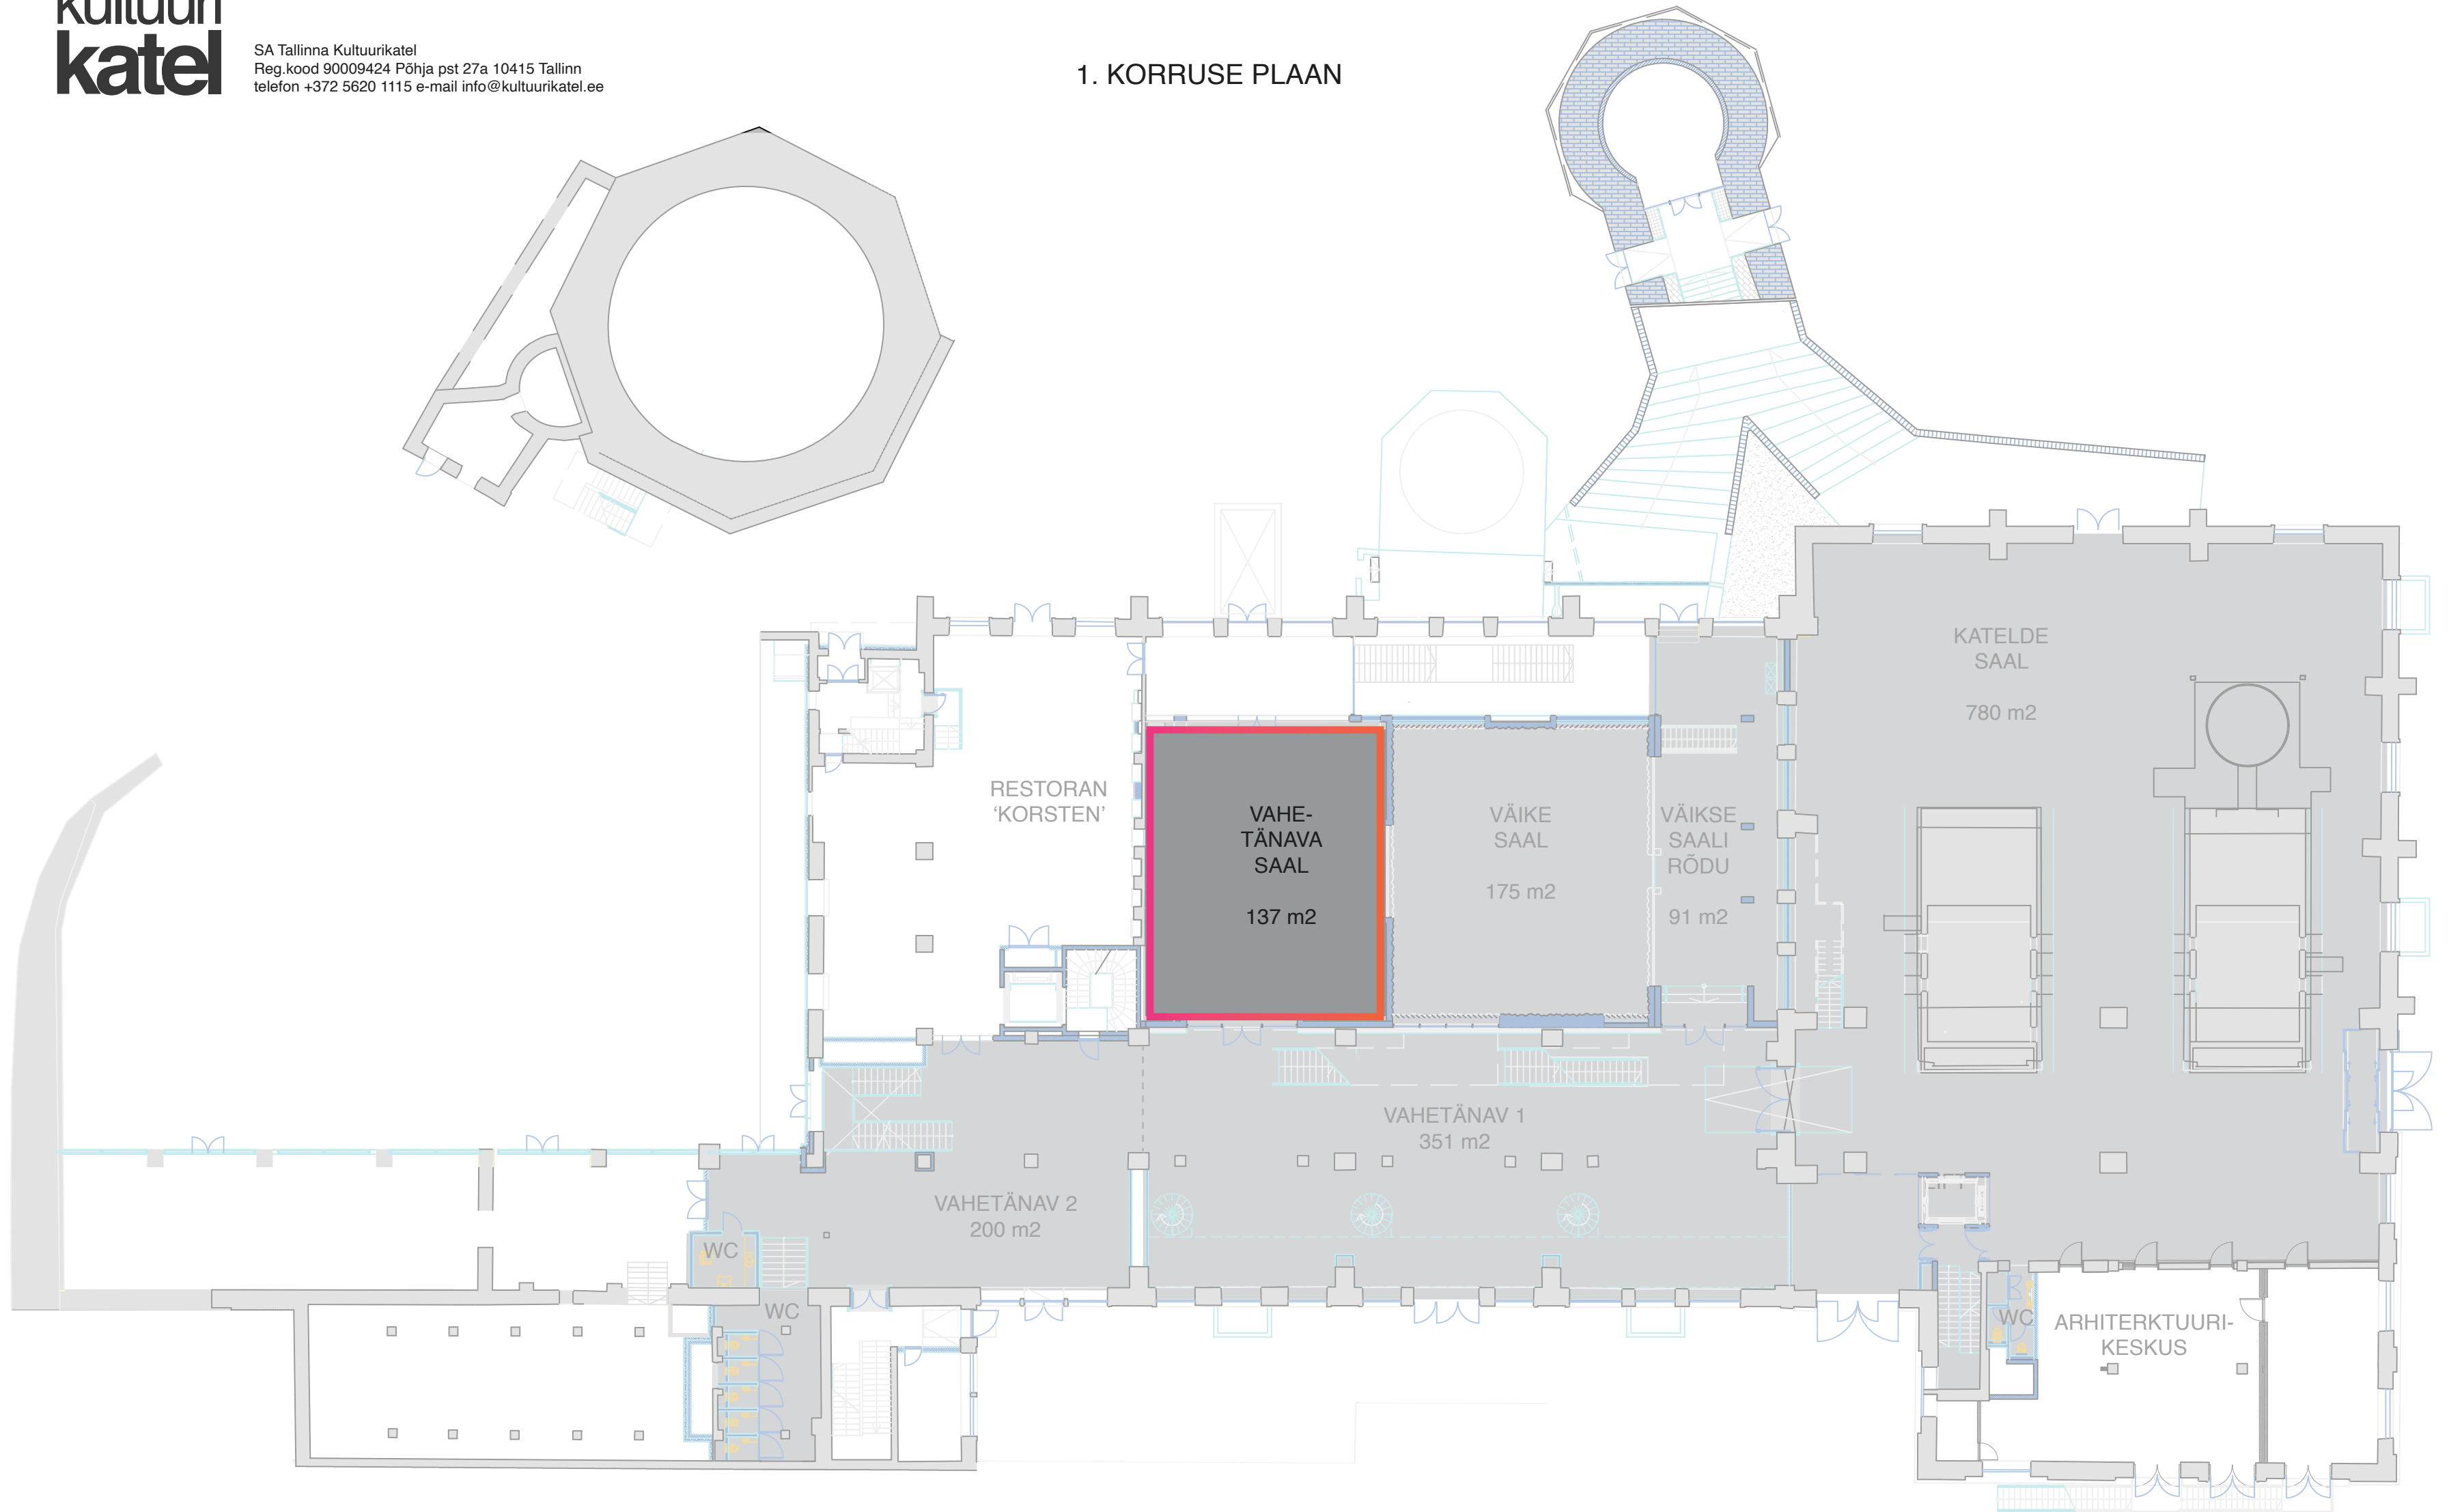 kultuuri
katel
SA Tallinna Kultuurikatel
Reg.kood 90009424 Põhja pst 27a 10415 Tallinn
telefon +372 5620 1115 e-mail info@kultuurikatel.ee
1. KORRUSE PLAAN
KATELDE
SAAL
780 m2
RESTORAN
‘KORSTEN’
VAHE-
TÄNAVA
SAAL
137 m2
VÄIKE
SAAL
175 m2
VÄIKSE
SAALI
RÕDU
91 m2
VAHETÄNAV 1
351 m2
VAHETÄNAV 2
200 m2
WC
WC
WC
ARHITERKTUURI-
KESKUS